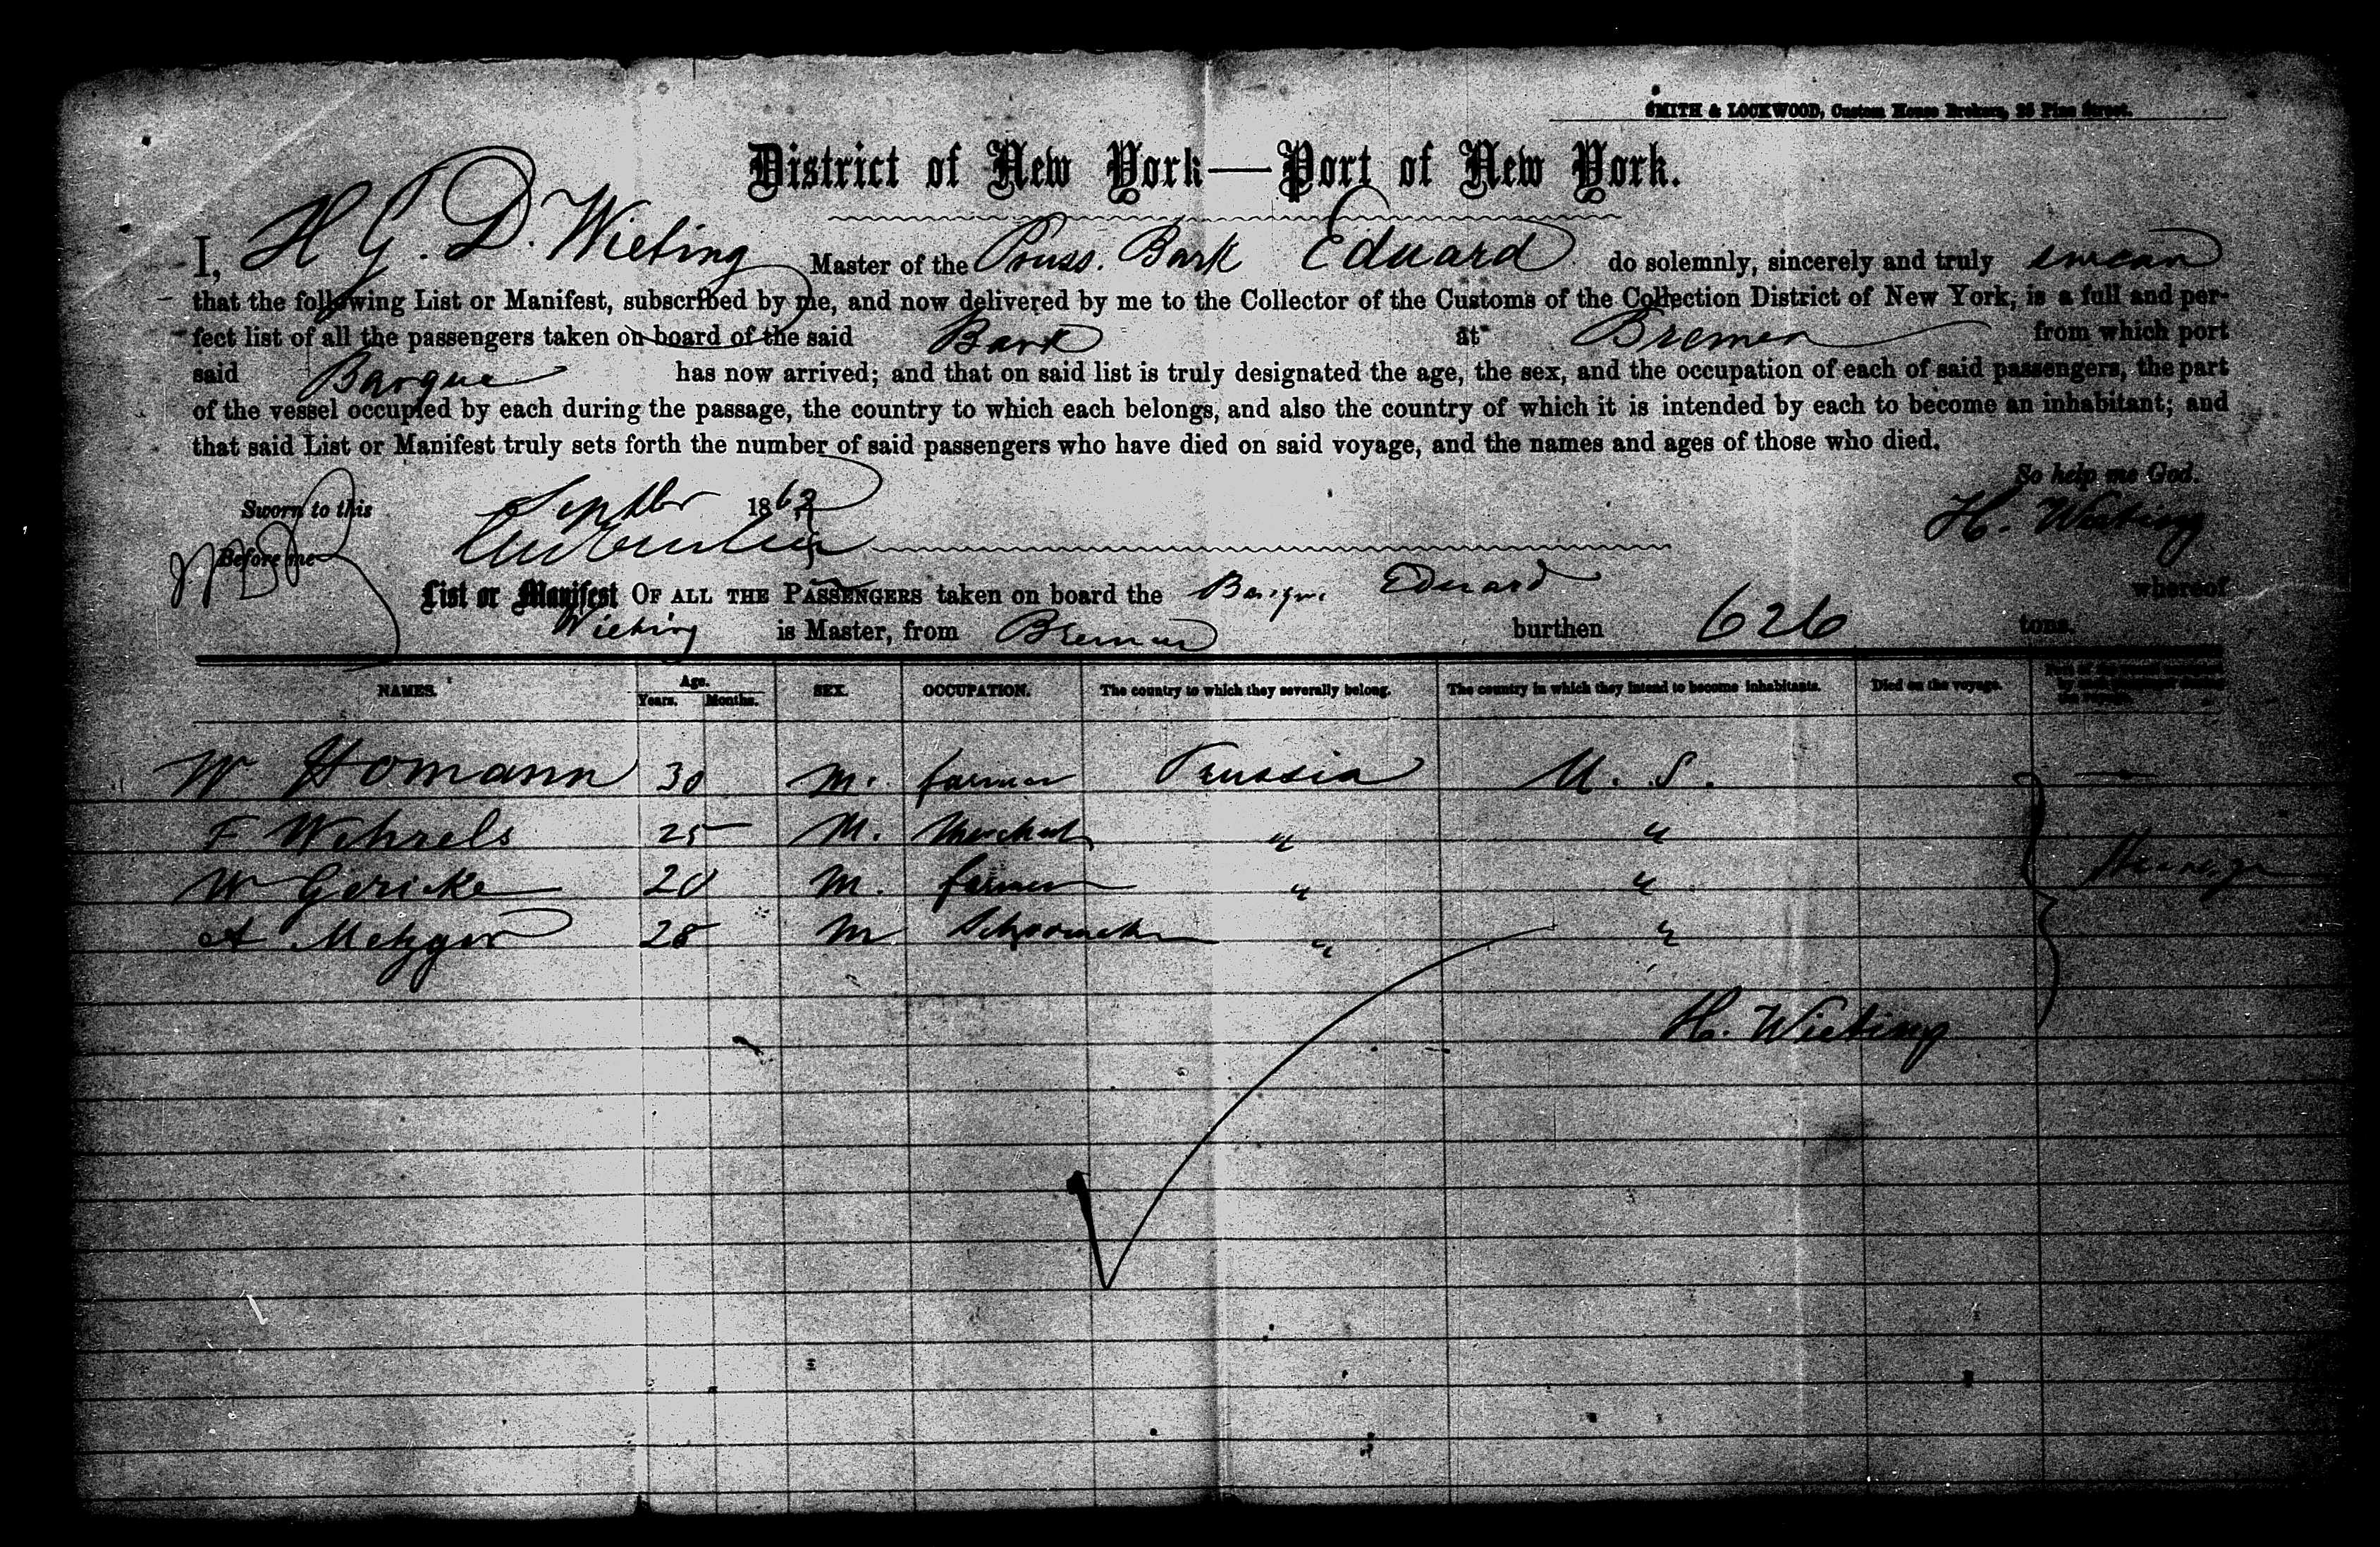 SMITH & LOCKWOOD, Custom House Brokers, 25 Pine Street.
District of New York—Port of New York.
I, H G. D. Wieting Master of the Pruss. Bark Eduard do solemnly, sincerely and truly swear
that the following List or Manifest, subscribed by me, and now delivered by me to the Collector of the Customs of the Collection District of New York, is a full and per-
fect list of all the passengers taken on board of the said Bark at Bremen from which port
said Barque has now arrived; and that on said list is truly designated the age, the sex, and the occupation of each of said passengers, the part
of the vessel occupied by each during the passage, the country to which each belongs, and also the country of which it is intended by each to become an inhabitant; and
that said List or Manifest truly sets forth the number of said passengers who have died on said voyage, and the names and ages of those who died.
So help me God.
Sworn to this Septbr 1862 H. Wieting
Before me
List or Manifest OF ALL THE PASSENGERS taken on board the Barque Eduard whereof
Wieting is Master, from Bremen burthen 626 tons.
NAMES. Age. Years. Months. SEX. OCCUPATION. The country to which they severally belong. The country in which they intend to become inhabitants. Died on the voyage.
W Homann 30 M. farmer Prussia U. S.
F Wehrels 25 M. Merchant " "
W Gericke 20 M. farmer " "
A Metzger 28 M "  "
H. Wieting